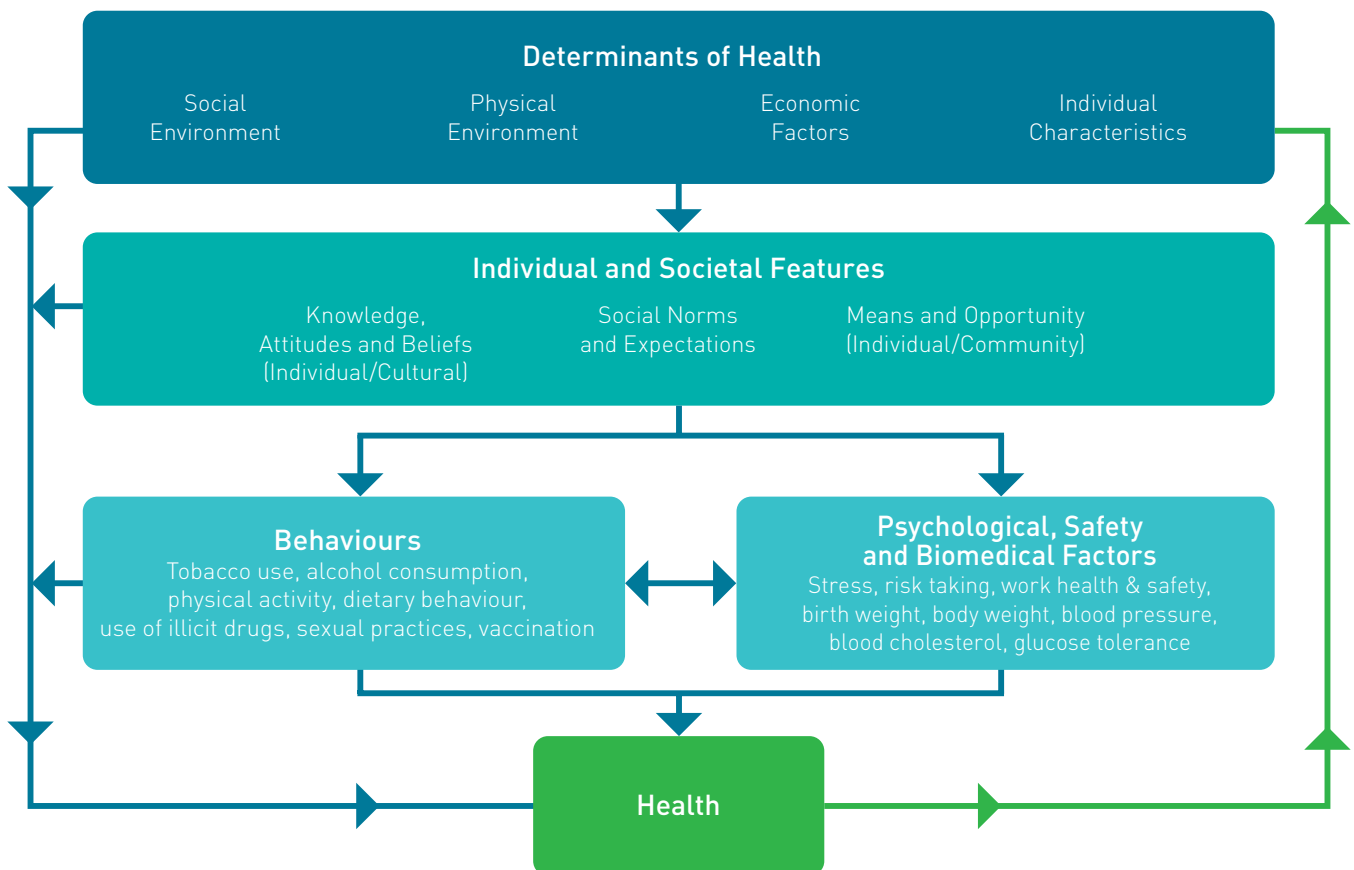 Determinants of Health
Social
Environment
Physical
Environment
Economic
Factors
Individual
Characteristics
Individual and Societal Features
Knowledge,
Attitudes and Beliefs
(Individual/Cultural)
Social Norms
and Expectations
Means and Opportunity
(Individual/Community)
Behaviours
Tobacco use, alcohol consumption,
physical activity, dietary behaviour,
use of illicit drugs, sexual practices, vaccination
Psychological, Safety
and Biomedical Factors
Stress, risk taking, work health & safety,
birth weight, body weight, blood pressure,
blood cholesterol, glucose tolerance
Health